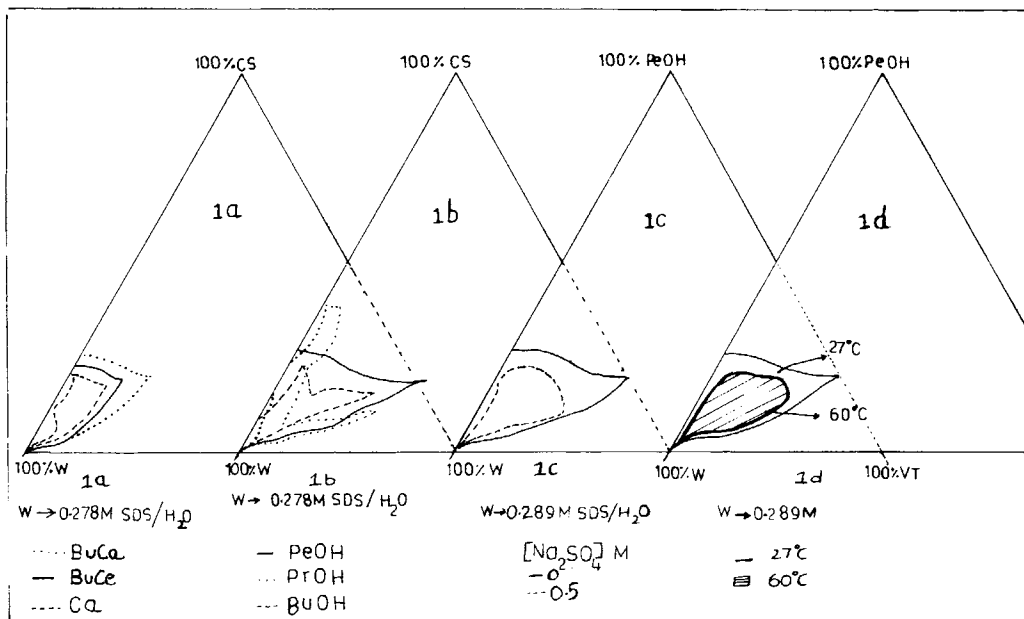 100% CS 100% CS 100% PeOH 100% PeOH
1a 1b 1c 1d
27°C
60°C
100% W 100% W 100% W 100% W 100% VT
1a 1b 1c 1d
W → 0.278M SDS/H2O W → 0.278M SDS/H2O W → 0.289M SDS/H2O W → 0.289M
..... BuCa — PeOH [Na2SO4] M — 27°C
— BuCe ..... PrOH — 0 60°C
---- Ca --- BuOH --- 0.5